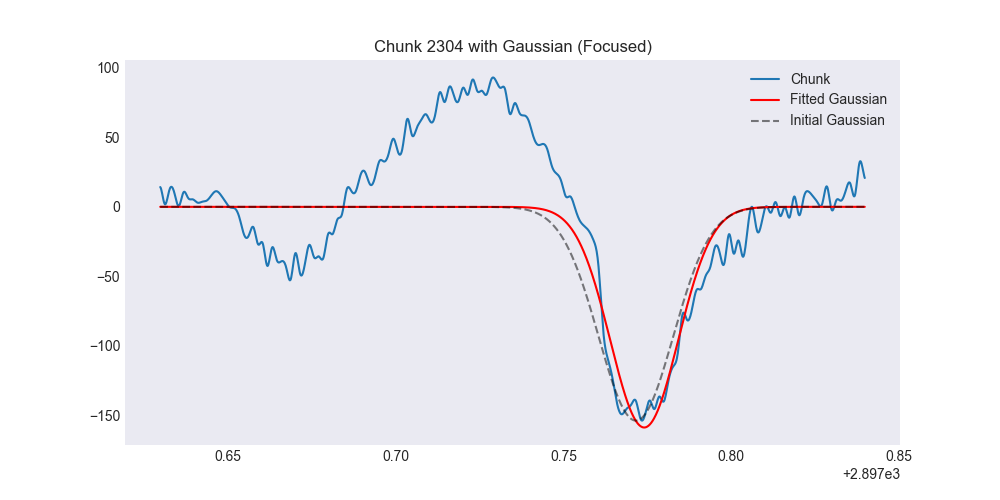 Chunk 2304 with Gaussian (Focused)
100
50
0
−50
−100
−150
Chunk
Fitted Gaussian
Initial Gaussian
0.65 0.70 0.75 0.80 0.85
+2.897e3